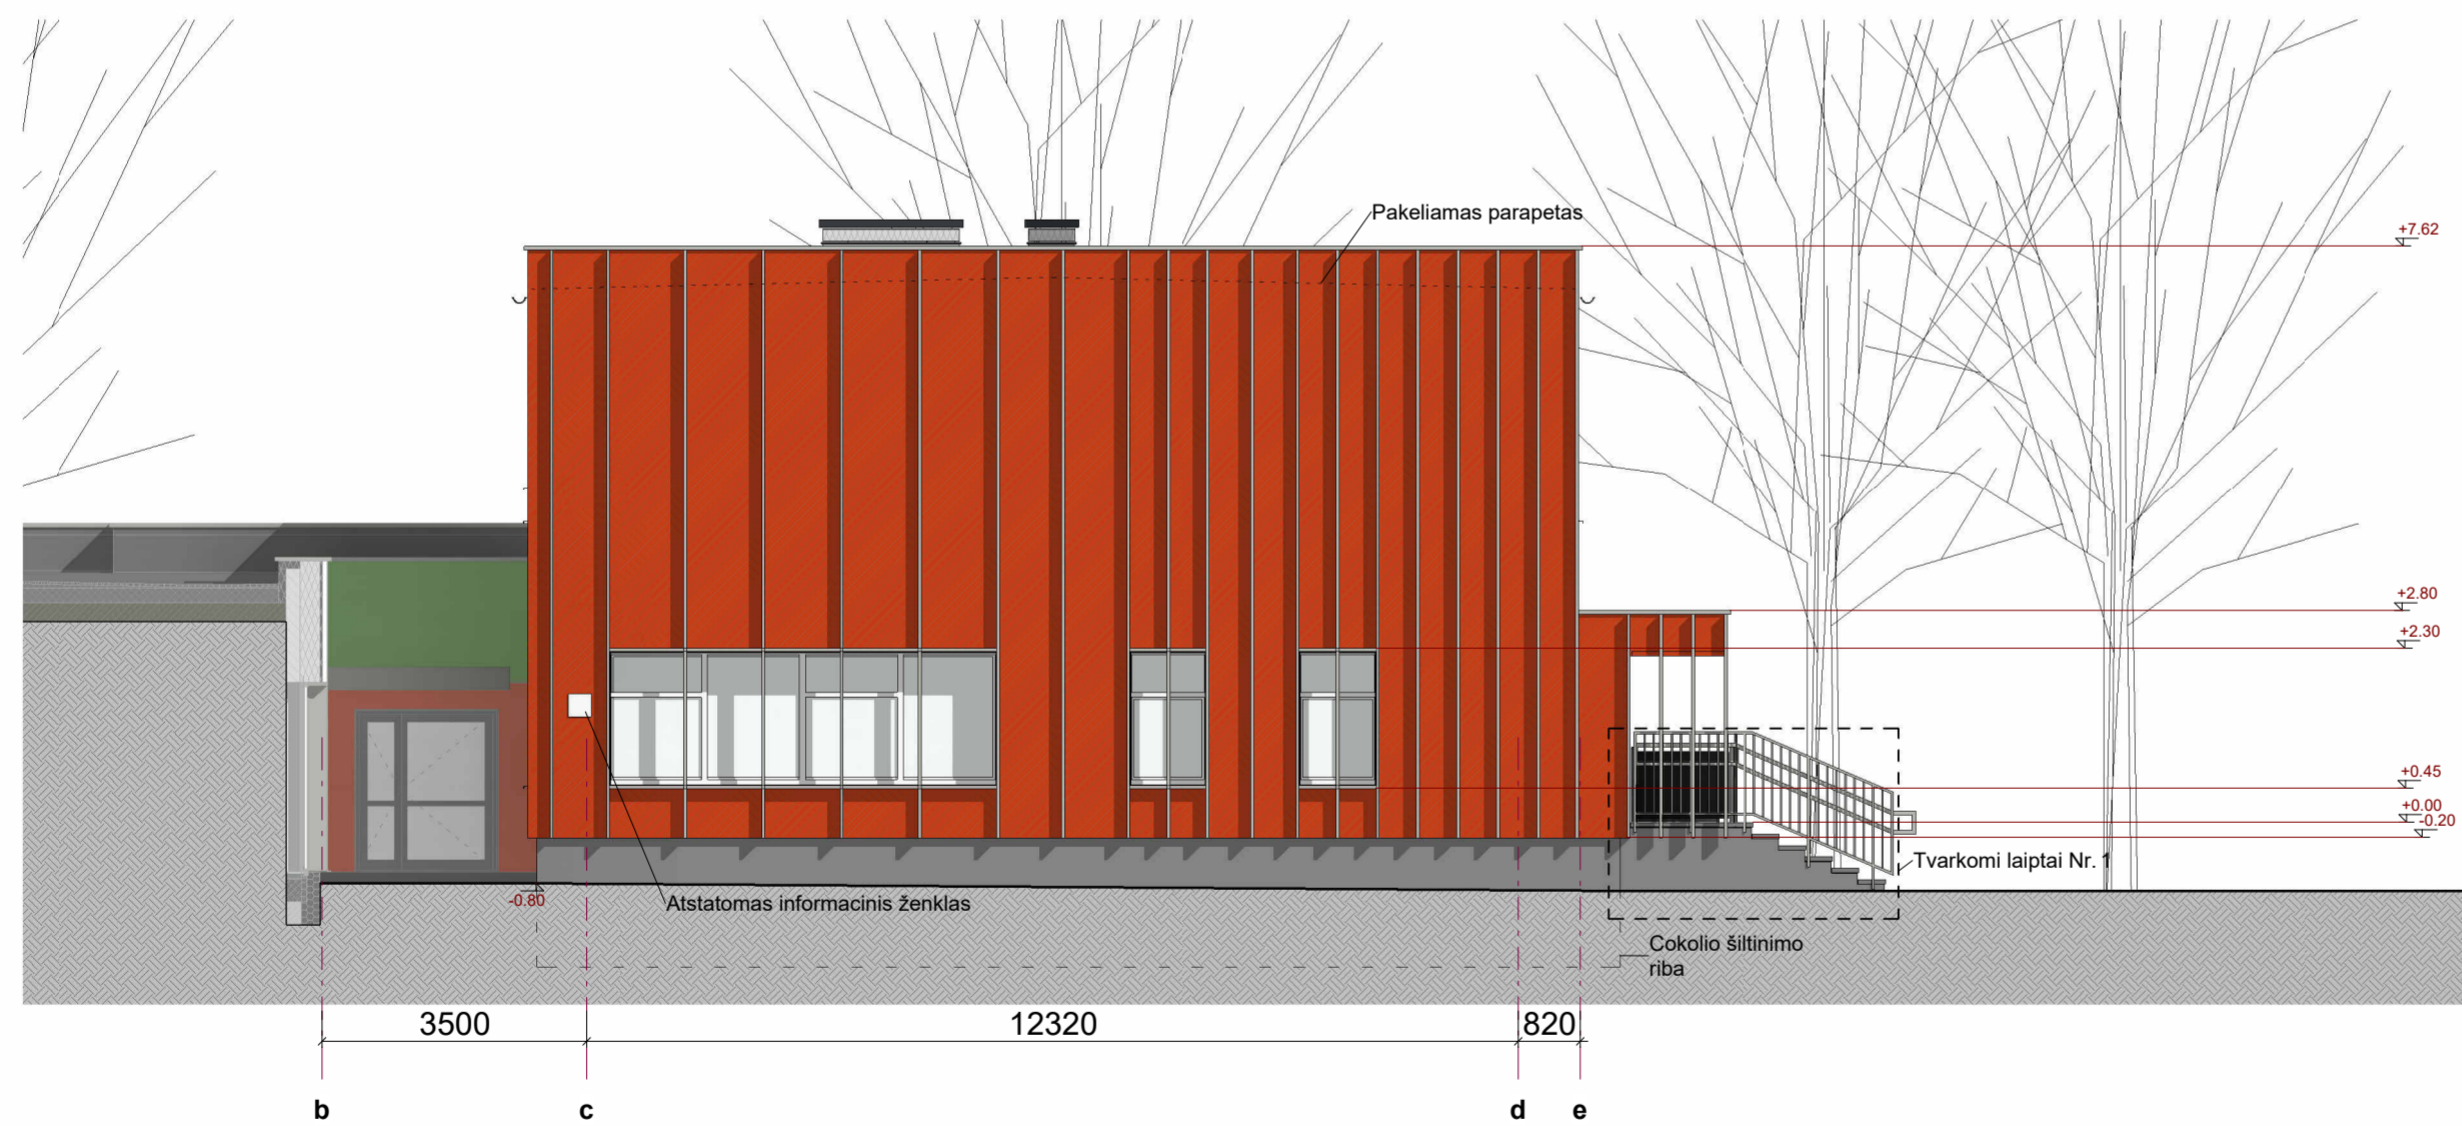 Pakeliamas parapetas
+7.62
+2.80
+2.30
+0.45
+0.00
-0.20
Tvarkomi laiptai Nr. 1
-0.80
Atstatomas informacinis ženklas
Cokolio šiltinimo
riba
3500
12320
820
b
c
d
e